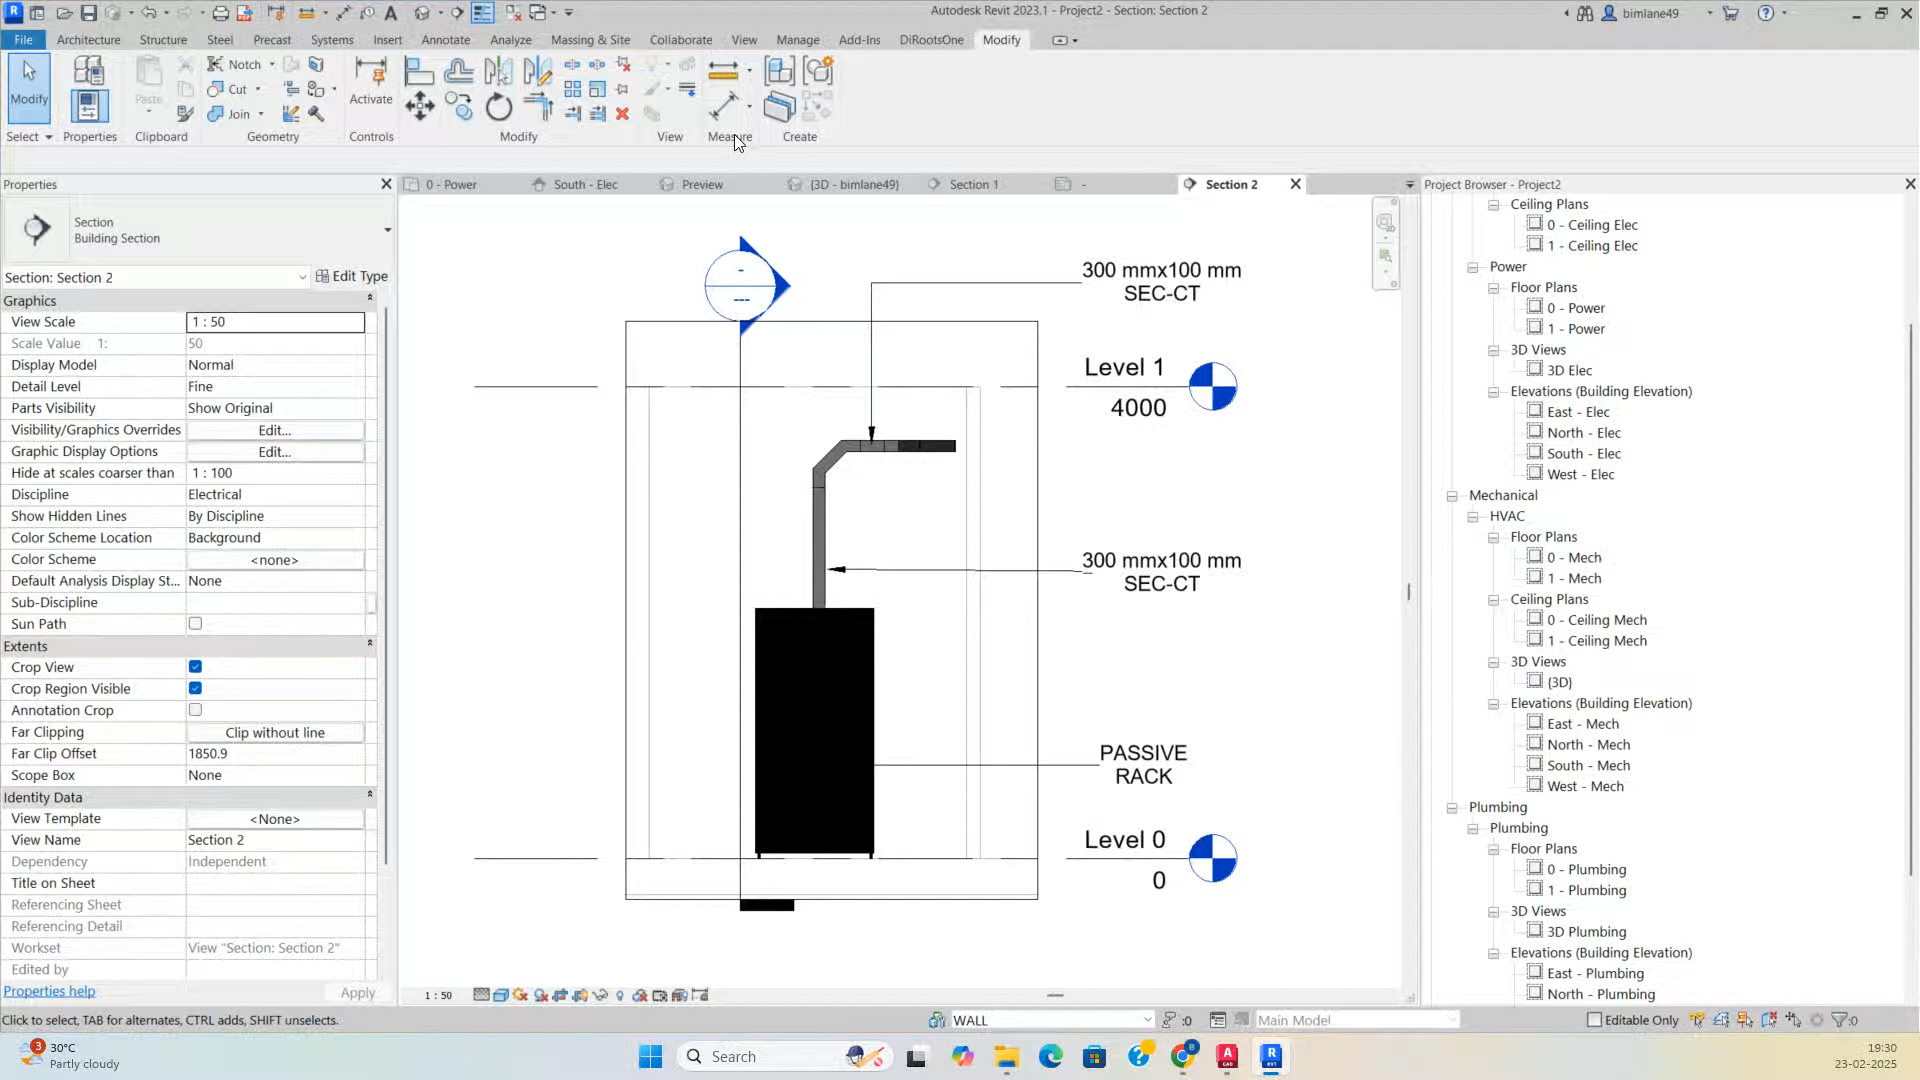 Autodesk Revit 2023.1 - Project2 - Section: Section 2
bimlane49
File
Architecture
Structure
Steel
Precast
Systems
Insert
Annotate
Analyze
Massing & Site
Collaborate
View
Manage
Add-Ins
DiRootsOne
Modify
Modify
Paste
Notch
Cut
Join
Activate
Select
Properties
Clipboard
Geometry
Controls
Modify
View
Measure
Create
Properties
0 - Power
South - Elec
Preview
{3D - bimlane49}
Section 1
-
Section 2
Project Browser - Project2
Section
Building Section
Section: Section 2
Edit Type
Graphics
View Scale 1 : 50
Scale Value 1: 50
Display Model Normal
Detail Level Fine
Parts Visibility Show Original
Visibility/Graphics Overrides Edit...
Graphic Display Options Edit...
Hide at scales coarser than 1 : 100
Discipline Electrical
Show Hidden Lines By Discipline
Color Scheme Location Background
Color Scheme <none>
Default Analysis Display St... None
Sub-Discipline
Sun Path
Extents
Crop View
Crop Region Visible
Annotation Crop
Far Clipping Clip without line
Far Clip Offset 1850.9
Scope Box None
Identity Data
View Template <None>
View Name Section 2
Dependency Independent
Title on Sheet
Referencing Sheet
Referencing Detail
Workset View "Section: Section 2"
Edited by
Properties help
Apply
-
---
300 mmx100 mm
SEC-CT
Level 1
4000
300 mmx100 mm
SEC-CT
PASSIVE
RACK
Level 0
0
1 : 50
Ceiling Plans
0 - Ceiling Elec
1 - Ceiling Elec
Power
Floor Plans
0 - Power
1 - Power
3D Views
3D Elec
Elevations (Building Elevation)
East - Elec
North - Elec
South - Elec
West - Elec
Mechanical
HVAC
Floor Plans
0 - Mech
1 - Mech
Ceiling Plans
0 - Ceiling Mech
1 - Ceiling Mech
3D Views
{3D}
Elevations (Building Elevation)
East - Mech
North - Mech
South - Mech
West - Mech
Plumbing
Plumbing
Floor Plans
0 - Plumbing
1 - Plumbing
3D Views
3D Plumbing
Elevations (Building Elevation)
East - Plumbing
North - Plumbing
Click to select, TAB for alternates, CTRL adds, SHIFT unselects.
WALL
:0
Main Model
Editable Only
:0
3
30°C
Partly cloudy
Search
19:30
23-02-2025